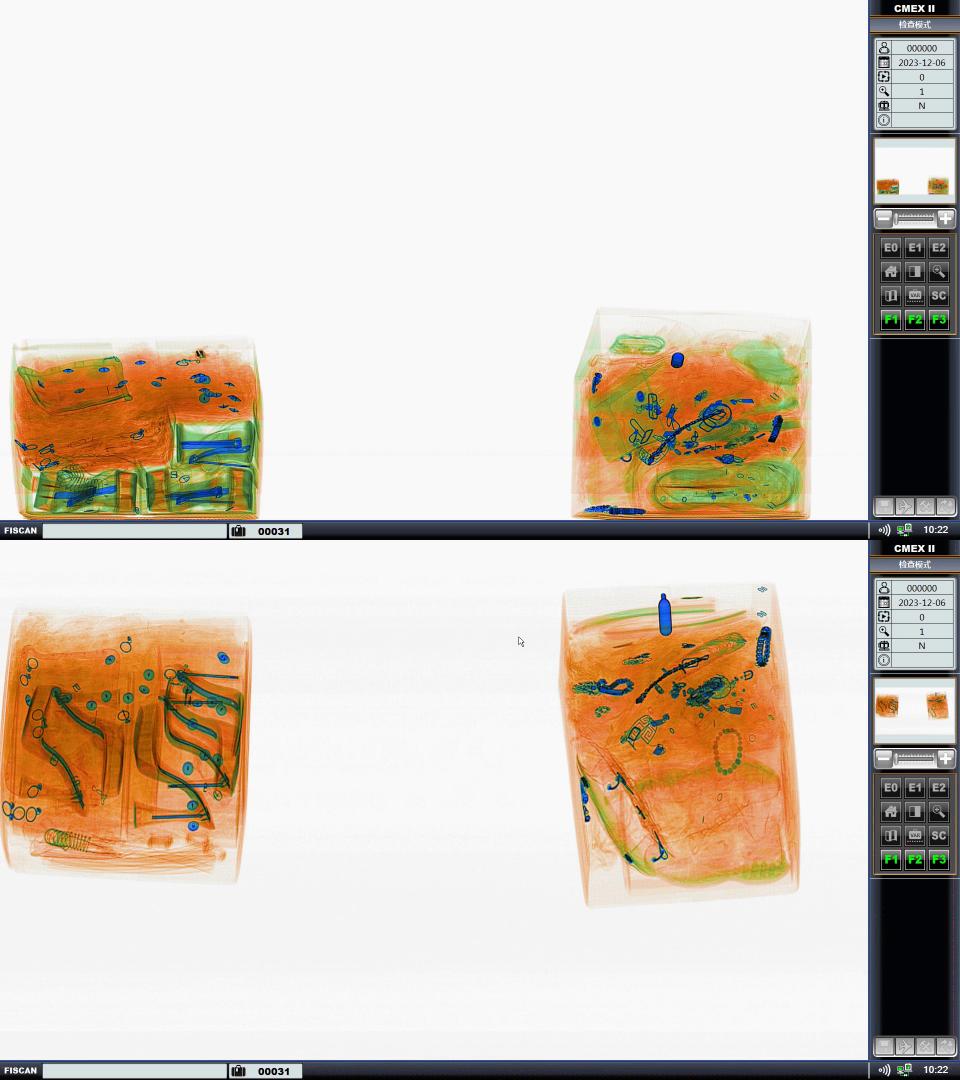 CMEX II
检查模式
000000
2023-12-06
0
1
N
E0 E1 E2
VAR SC
F1 F2 F3
FISCAN
00031
10:22
CMEX II
检查模式
000000
2023-12-06
0
1
N
E0 E1 E2
VAR SC
F1 F2 F3
FISCAN
00031
10:22